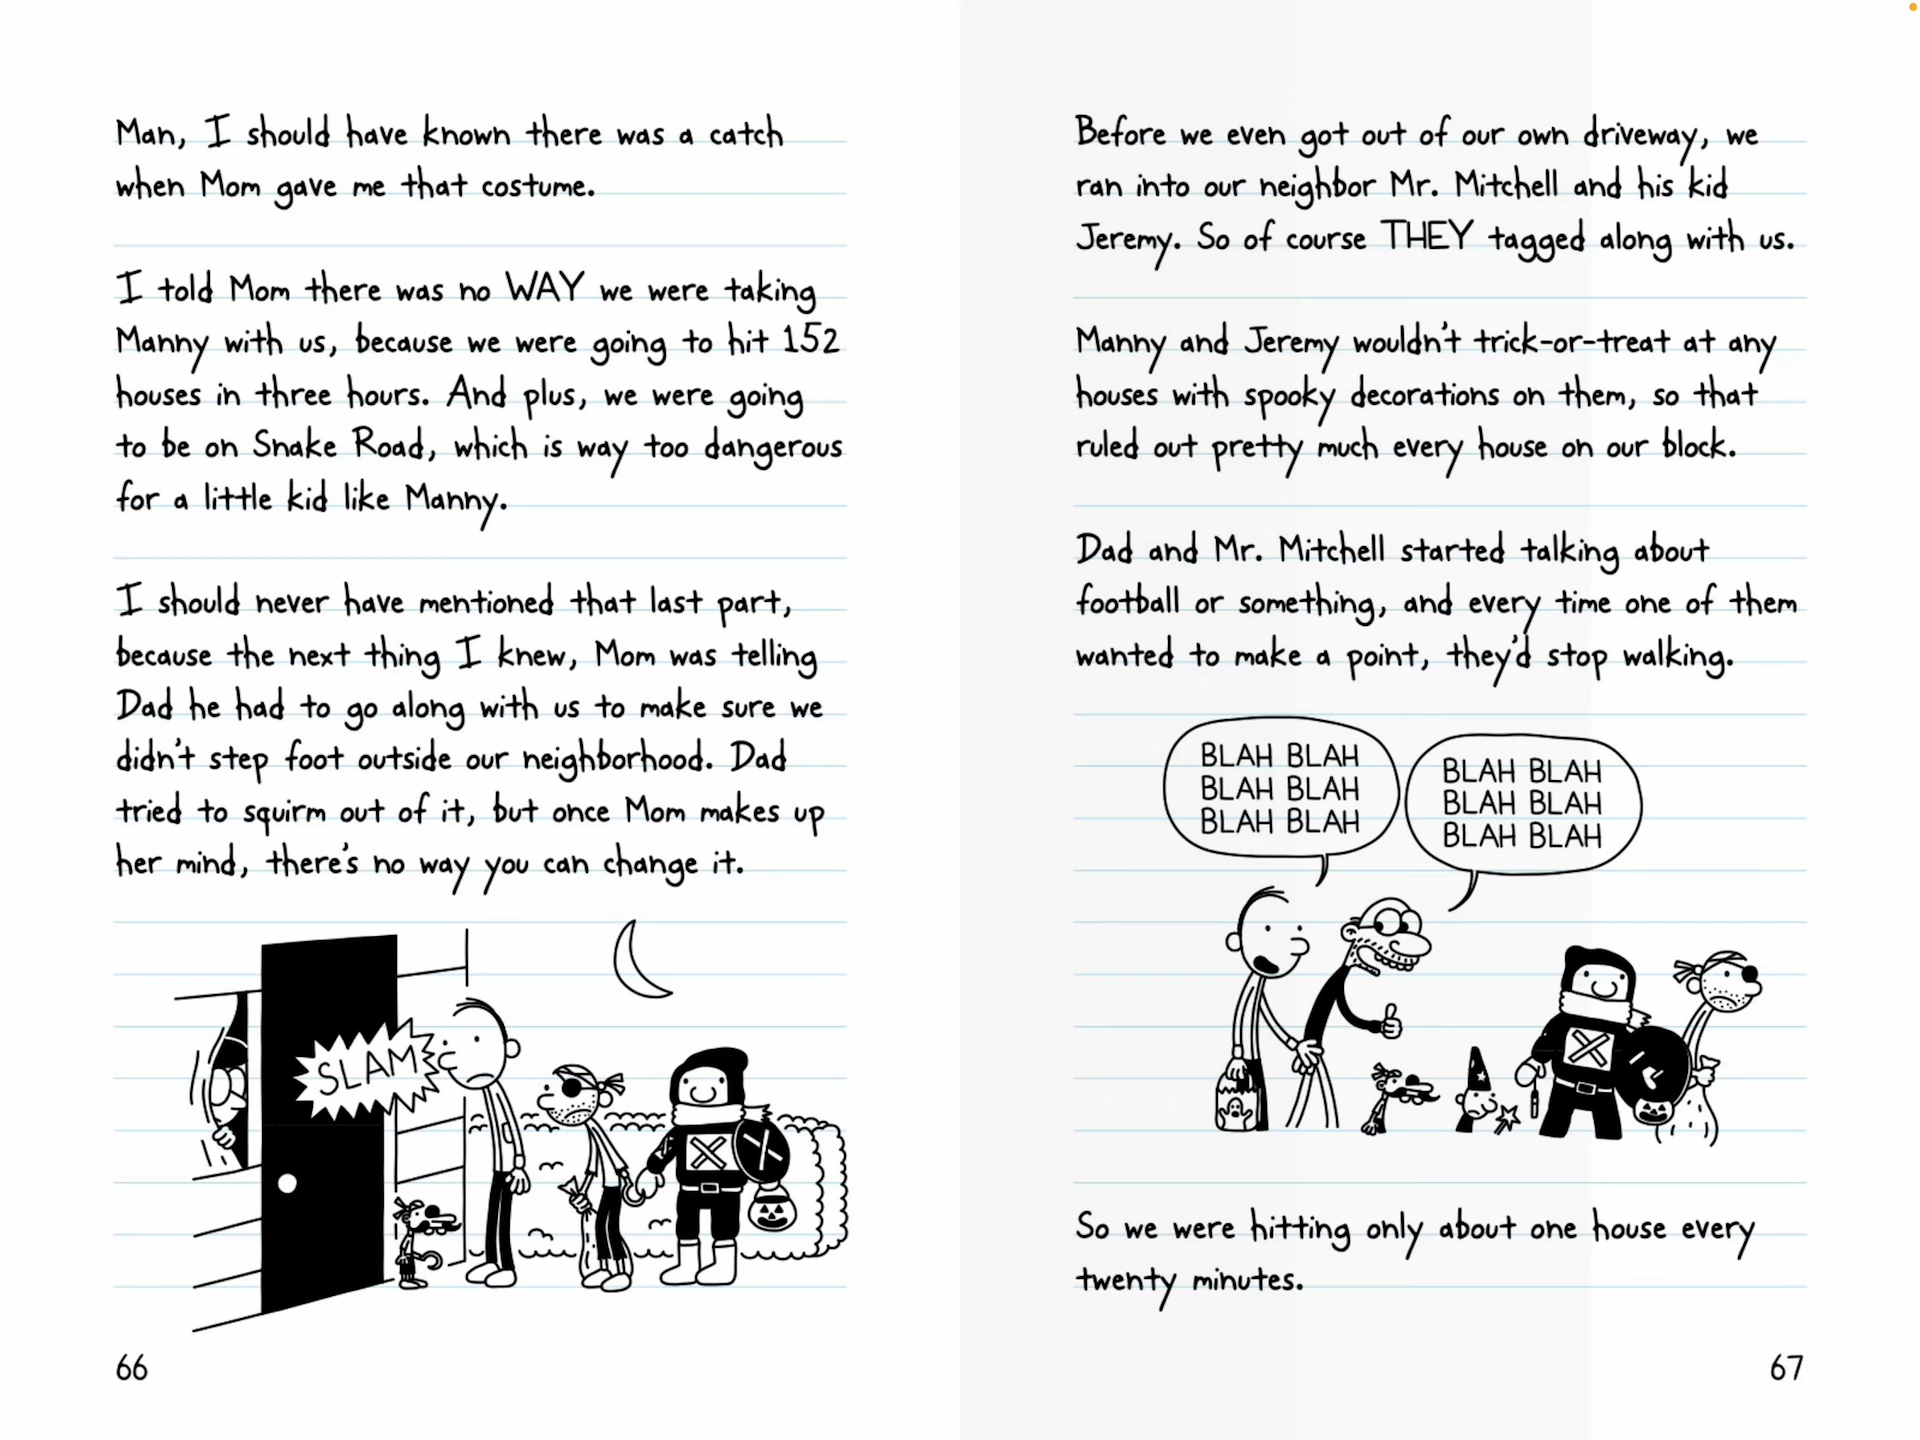 Man, I should have known there was a catch
when Mom gave me that costume.
I told Mom there was no WAY we were taking
Manny with us, because we were going to hit 152
houses in three hours. And plus, we were going
to be on Snake Road, which is way too dangerous
for a little kid like Manny.
I should never have mentioned that last part,
because the next thing I knew, Mom was telling
Dad he had to go along with us to make sure we
didn't step foot outside our neighborhood. Dad
tried to squirm out of it, but once Mom makes up
her mind, there's no way you can change it.
SLAM
66
Before we even got out of our own driveway, we
ran into our neighbor Mr. Mitchell and his kid
Jeremy. So of course THEY tagged along with us.
Manny and Jeremy wouldn't trick-or-treat at any
houses with spooky decorations on them, so that
ruled out pretty much every house on our block.
Dad and Mr. Mitchell started talking about
football or something, and every time one of them
wanted to make a point, they'd stop walking.
BLAH BLAH
BLAH BLAH
BLAH BLAH
BLAH BLAH
BLAH BLAH
BLAH BLAH
So we were hitting only about one house every
twenty minutes.
67